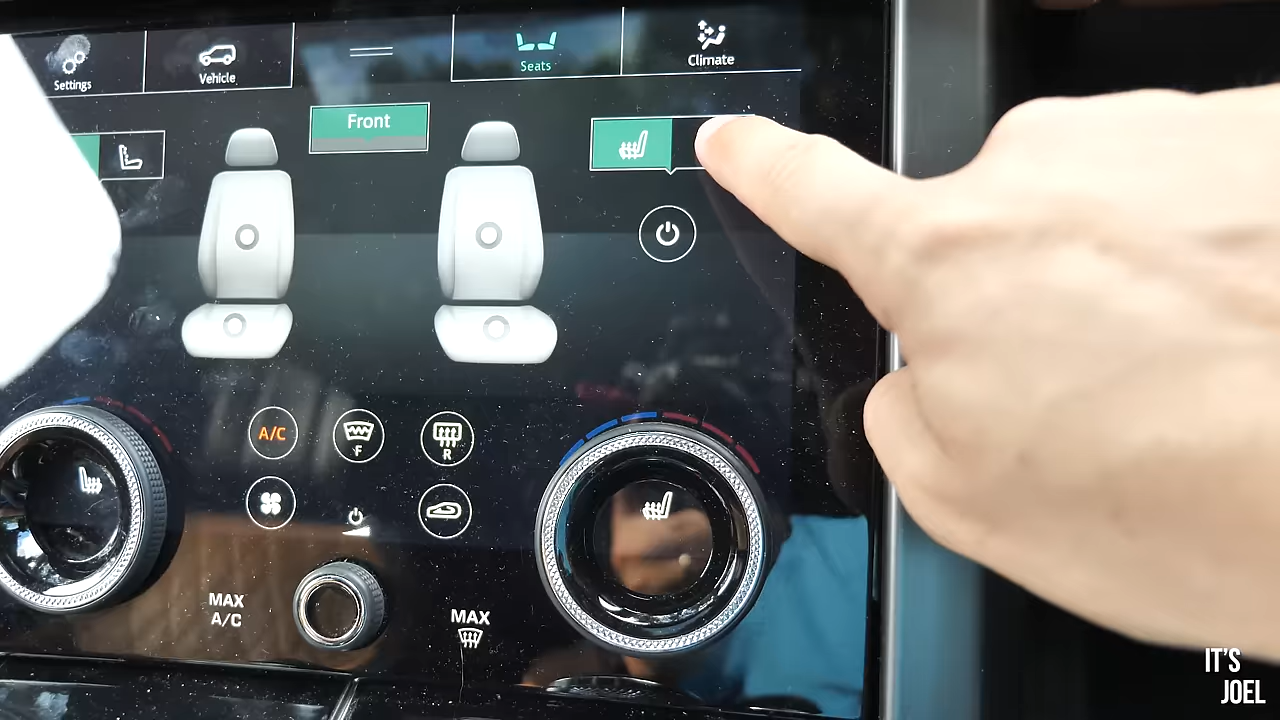 Settings
Vehicle
Seats
Climate
Front
A/C
F
R
MAX
A/C
MAX
IT'S
JOEL